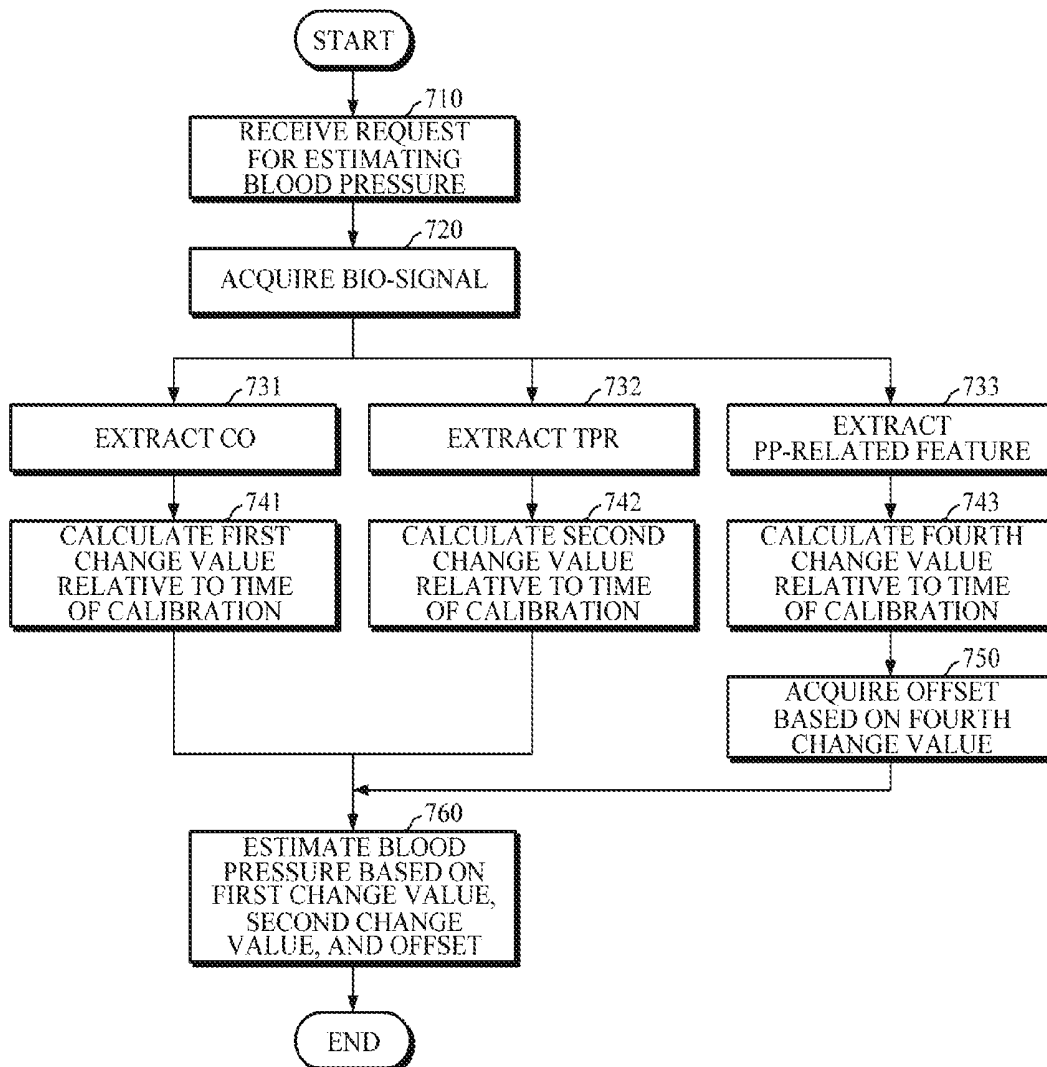 START
710
RECEIVE REQUEST
FOR ESTIMATING
BLOOD PRESSURE
720
ACQUIRE BIO-SIGNAL
731
EXTRACT CO
732
EXTRACT TPR
733
EXTRACT
PP-RELATED FEATURE
741
CALCULATE FIRST
CHANGE VALUE
RELATIVE TO TIME
OF CALIBRATION
742
CALCULATE SECOND
CHANGE VALUE
RELATIVE TO TIME
OF CALIBRATION
743
CALCULATE FOURTH
CHANGE VALUE
RELATIVE TO TIME
OF CALIBRATION
750
ACQUIRE OFFSET
BASED ON FOURTH
CHANGE VALUE
760
ESTIMATE BLOOD
PRESSURE BASED ON
FIRST CHANGE VALUE,
SECOND CHANGE
VALUE, AND OFFSET
END